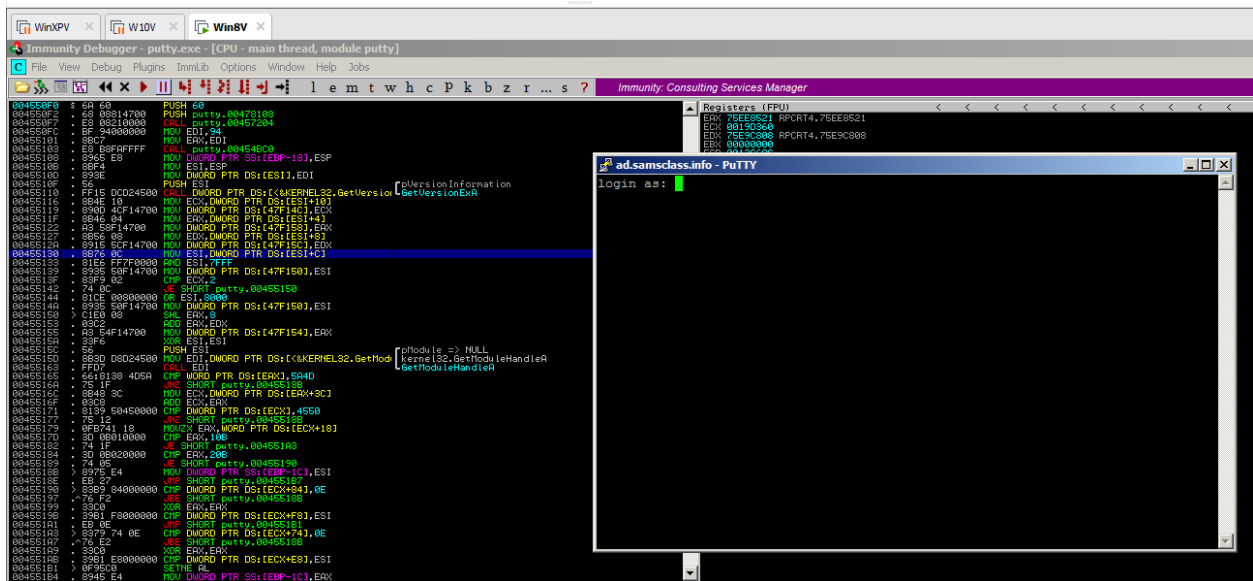 WinXPV × W10V × Win8V ×
Immunity Debugger - putty.exe - [CPU - main thread, module putty]
C File View Debug Plugins ImmLib Options Window Help Jobs
l e m t w h c P k b z r ... s ? Immunity: Consulting Services Manager
004550F0 $ 6A 60 PUSH 60
004550F2 . 68 08814700 PUSH putty.00478108
004550F7 . E8 08210000 CALL putty.00457204
004550FC . BF 94000000 MOV EDI,94
00455101 . 8BC7 MOV EAX,EDI
00455103 . E8 B8FAFFFF CALL putty.00454BC0
00455108 . 8965 E8 MOV DWORD PTR SS:[EBP-18],ESP
0045510B . 8BF4 MOV ESI,ESP
0045510D . 893E MOV DWORD PTR DS:[ESI],EDI
0045510F . 56 PUSH ESI pVersionInformation
00455110 . FF15 DCD24500 CALL DWORD PTR DS:[<&KERNEL32.GetVersion GetVersionExA
00455116 . 8B4E 10 MOV ECX,DWORD PTR DS:[ESI+10]
00455119 . 890D 4CF14700 MOV DWORD PTR DS:[47F14C],ECX
0045511F . 8B46 04 MOV EAX,DWORD PTR DS:[ESI+4]
00455122 . A3 58F14700 MOV DWORD PTR DS:[47F158],EAX
00455127 . 8B56 08 MOV EDX,DWORD PTR DS:[ESI+8]
0045512A . 8915 5CF14700 MOV DWORD PTR DS:[47F15C],EDX
00455130 . 8B76 0C MOV ESI,DWORD PTR DS:[ESI+C]
00455133 . 81E6 FF7F0000 AND ESI,7FFF
00455139 . 8935 50F14700 MOV DWORD PTR DS:[47F150],ESI
0045513F . 83F9 02 CMP ECX,2
00455142 . 74 0C JE SHORT putty.00455150
00455144 . 81CE 00800000 OR ESI,8000
0045514A . 8935 50F14700 MOV DWORD PTR DS:[47F150],ESI
00455150 > C1E0 08 SHL EAX,8
00455153 . 03C2 ADD EAX,EDX
00455155 . A3 54F14700 MOV DWORD PTR DS:[47F154],EAX
0045515A . 33F6 XOR ESI,ESI
0045515C . 56 PUSH ESI pModule => NULL
0045515D . 8B3D D8D24500 MOV EDI,DWORD PTR DS:[<&KERNEL32.GetModu kernel32.GetModuleHandleA
00455163 . FFD7 CALL EDI GetModuleHandleA
00455165 . 66:8138 4D5A CMP WORD PTR DS:[EAX],5A4D
0045516A . 75 1F JNZ SHORT putty.0045518B
0045516C . 8B48 3C MOV ECX,DWORD PTR DS:[EAX+3C]
0045516F . 03C8 ADD ECX,EAX
00455171 . 8139 50450000 CMP DWORD PTR DS:[ECX],4550
00455177 . 75 12 JNZ SHORT putty.0045518B
00455179 . 0FB741 18 MOVZX EAX,WORD PTR DS:[ECX+18]
0045517D . 3D 0B010000 CMP EAX,10B
00455182 . 74 1F JE SHORT putty.004551A3
00455184 . 3D 0B020000 CMP EAX,20B
00455189 . 74 05 JE SHORT putty.00455190
0045518B > 8975 E4 MOV DWORD PTR SS:[EBP-1C],ESI
0045518E . EB 27 JMP SHORT putty.004551B7
00455190 > 83B9 84000000 CMP DWORD PTR DS:[ECX+84],0E
00455197 .^76 F2 JBE SHORT putty.0045518B
00455199 . 33C0 XOR EAX,EAX
0045519B . 39B1 F8000000 CMP DWORD PTR DS:[ECX+F8],ESI
004551A1 . EB 0E JMP SHORT putty.004551B1
004551A3 > 8379 74 0E CMP DWORD PTR DS:[ECX+74],0E
004551A7 .^76 E2 JBE SHORT putty.0045518B
004551A9 . 33C0 XOR EAX,EAX
004551AB . 39B1 E8000000 CMP DWORD PTR DS:[ECX+E8],ESI
004551B1 > 0F95C0 SETNE AL
004551B4 . 8945 E4 MOV DWORD PTR SS:[EBP-1C],EAX
Registers (FPU) < < < < < < < < < < <
EAX 75EE8521 RPCRT4.75EE8521
ECX 0019D360
EDX 75E9C808 RPCRT4.75E9C808
EBX 00000000
ad.samsclass.info - PuTTY
login as: